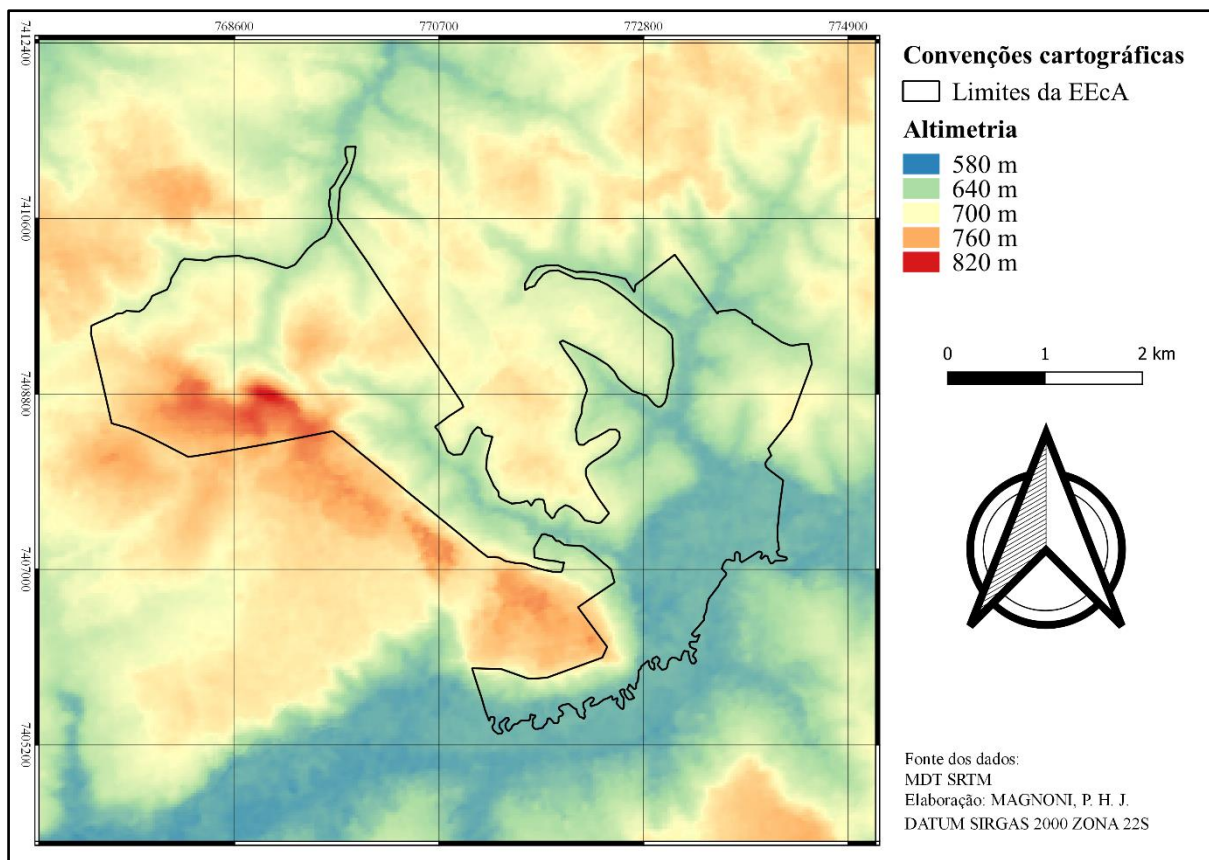 768600
770700
772800
774900
7412400
7410600
7408800
7407000
7405200
Convenções cartográficas
Limites da EEcA
Altimetria
580 m
640 m
700 m
760 m
820 m
0 1 2 km
Fonte dos dados:
MDT SRTM
Elaboração: MAGNONI, P. H. J.
DATUM SIRGAS 2000 ZONA 22S